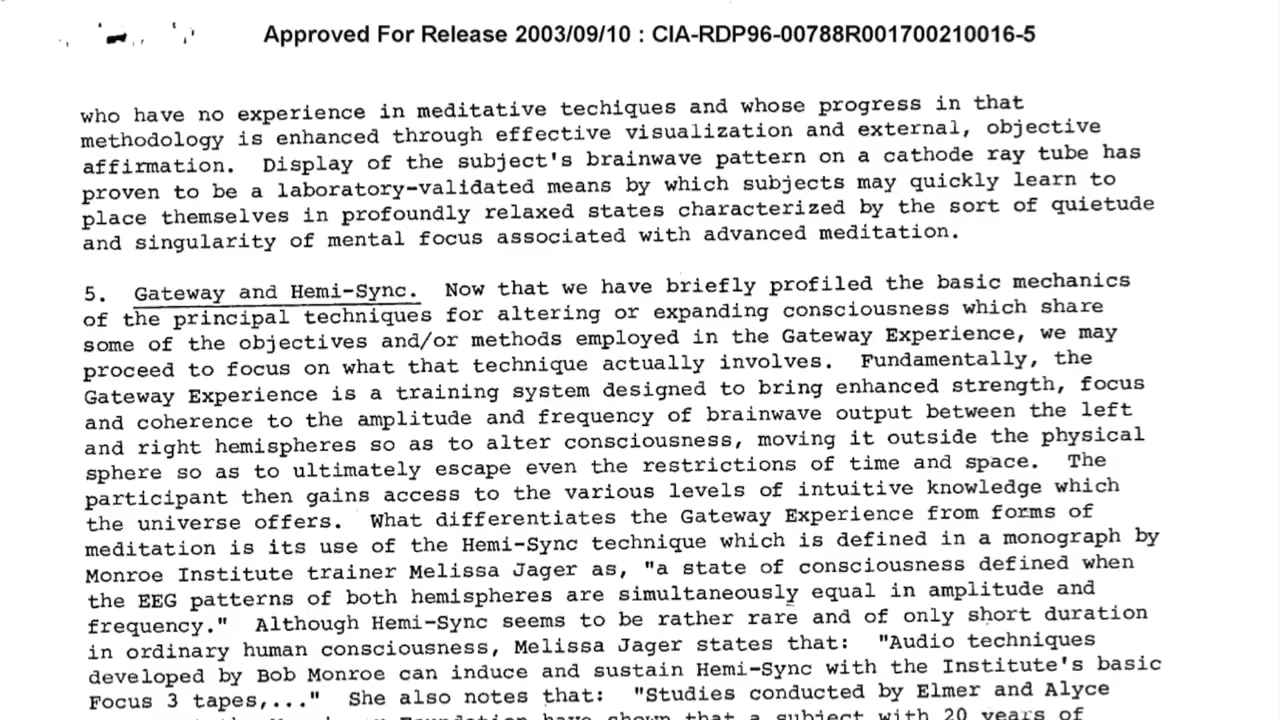 Approved For Release 2003/09/10 : CIA-RDP96-00788R001700210016-5
who have no experience in meditative techiques and whose progress in that
methodology is enhanced through effective visualization and external, objective
affirmation. Display of the subject's brainwave pattern on a cathode ray tube has
proven to be a laboratory-validated means by which subjects may quickly learn to
place themselves in profoundly relaxed states characterized by the sort of quietude
and singularity of mental focus associated with advanced meditation.
5. Gateway and Hemi-Sync. Now that we have briefly profiled the basic mechanics
of the principal techniques for altering or expanding consciousness which share
some of the objectives and/or methods employed in the Gateway Experience, we may
proceed to focus on what that technique actually involves. Fundamentally, the
Gateway Experience is a training system designed to bring enhanced strength, focus
and coherence to the amplitude and frequency of brainwave output between the left
and right hemispheres so as to alter consciousness, moving it outside the physical
sphere so as to ultimately escape even the restrictions of time and space. The
participant then gains access to the various levels of intuitive knowledge which
the universe offers. What differentiates the Gateway Experience from forms of
meditation is its use of the Hemi-Sync technique which is defined in a monograph by
Monroe Institute trainer Melissa Jager as, "a state of consciousness defined when
the EEG patterns of both hemispheres are simultaneously equal in amplitude and
frequency." Although Hemi-Sync seems to be rather rare and of only short duration
in ordinary human consciousness, Melissa Jager states that: "Audio techniques
developed by Bob Monroe can induce and sustain Hemi-Sync with the Institute's basic
Focus 3 tapes,..." She also notes that: "Studies conducted by Elmer and Alyce
have shown that a subject with 20 years of